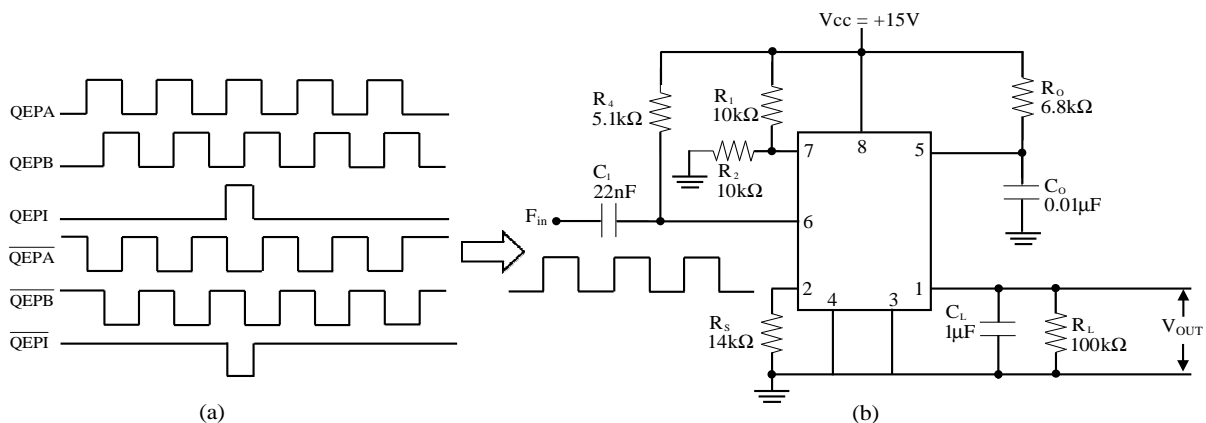 QEPA
QEPB
QEPI
QEPA
QEPB
QEPI
(a)
Vcc = +15V
R4
5.1kΩ
R1
10kΩ
RO
6.8kΩ
7
8
5
R2
10kΩ
C1
22nF
CO
0.01μF
Fin
6
2
4
3
1
RS
14kΩ
CL
1μF
RL
100kΩ
VOUT
(b)